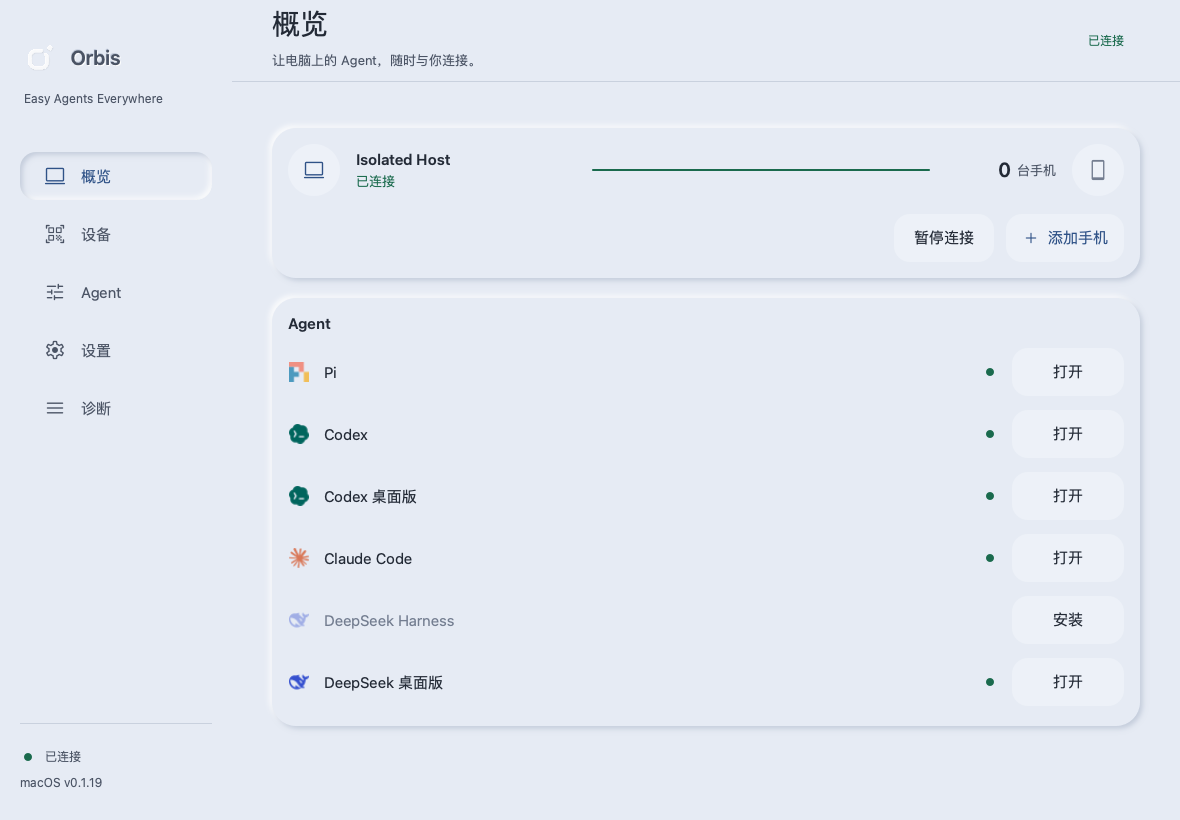 Orbis
Easy Agents Everywhere
概览
设备
Agent
设置
诊断
已连接
macOS v0.1.19
概览
让电脑上的 Agent，随时与你连接。
已连接
Isolated Host
已连接
0 台手机
暂停连接
+ 添加手机
Agent
Pi
打开
Codex
打开
Codex 桌面版
打开
Claude Code
打开
DeepSeek Harness
安装
DeepSeek 桌面版
打开